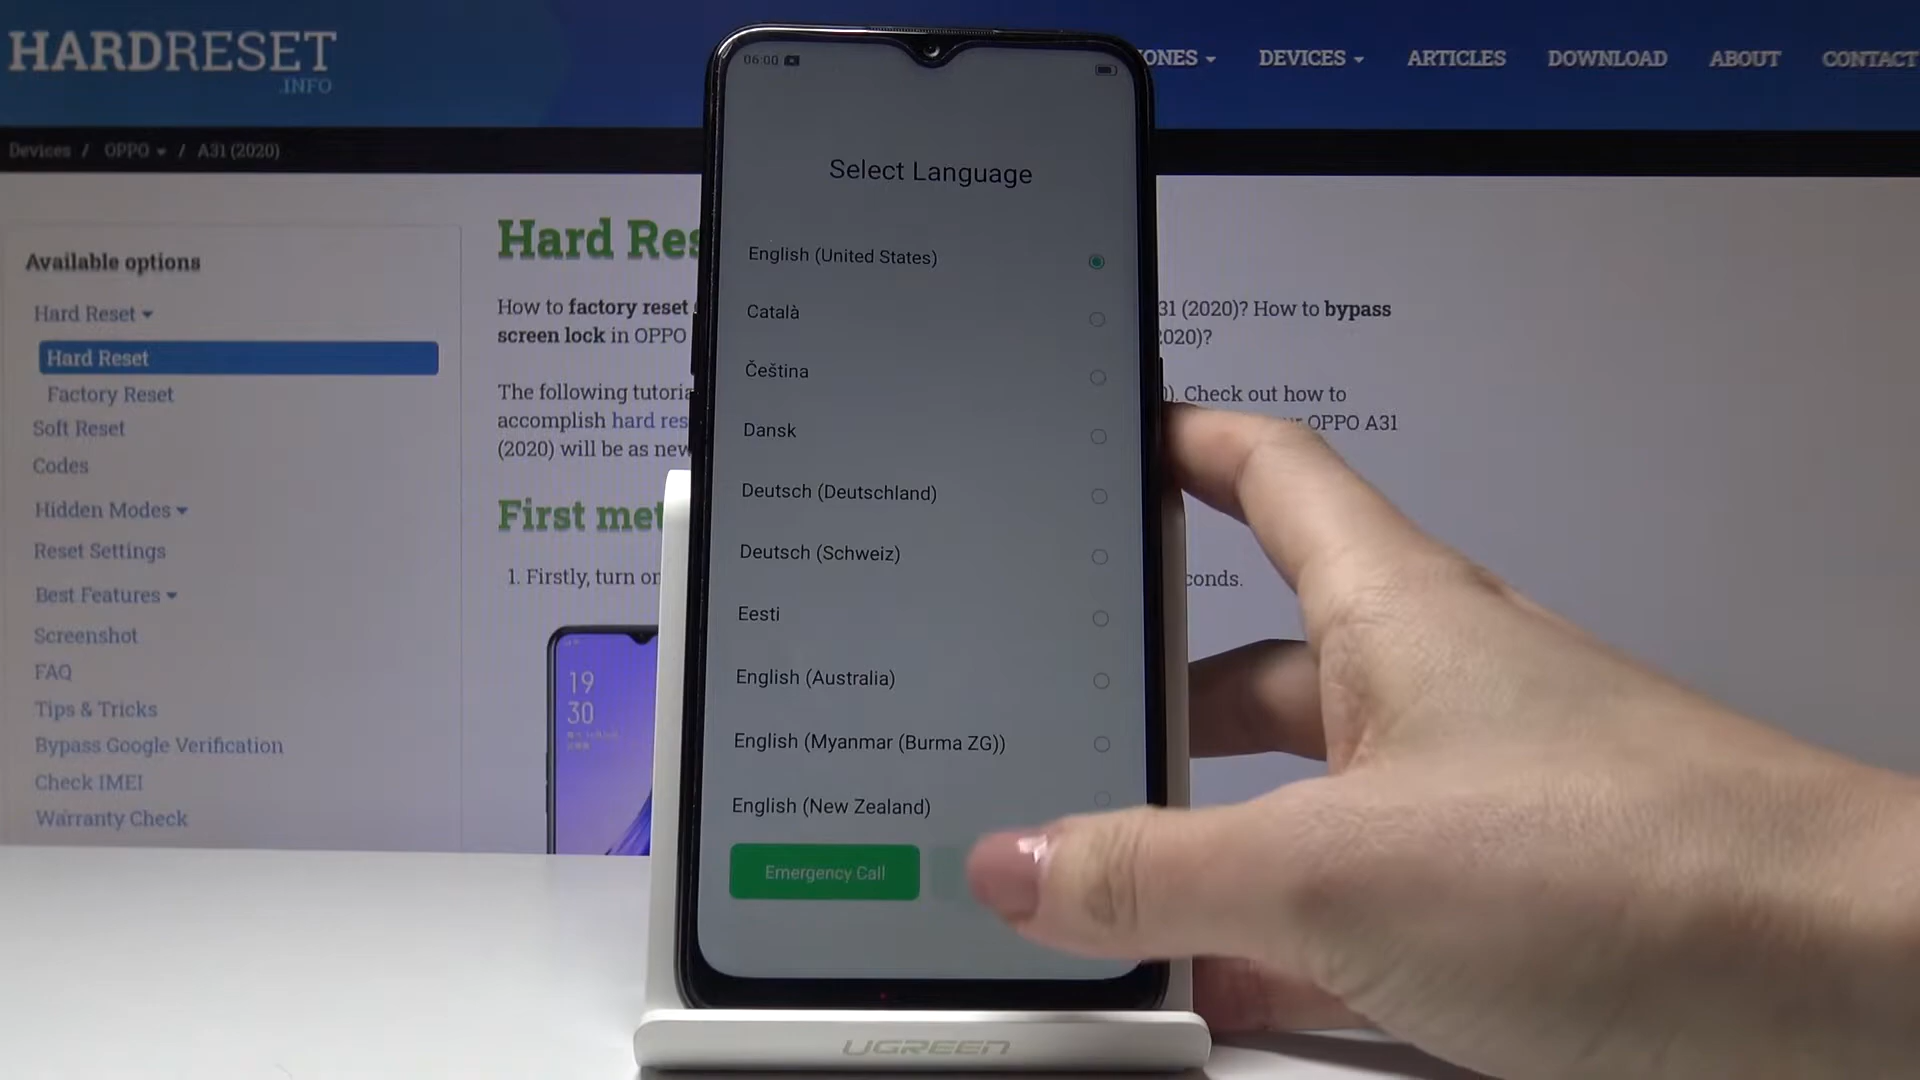 HARDRESET
.INFO
ONES
DEVICES
ARTICLES
DOWNLOAD
ABOUT
CONTACT
Devices / OPPO / A31 (2020)
Available options
Hard Reset
Hard Reset
Factory Reset
Soft Reset
Codes
Hidden Modes
Reset Settings
Best Features
Screenshot
FAQ
Tips & Tricks
Bypass Google Verification
Check IMEI
Warranty Check
Hard Res
How to factory reset
31 (2020)? How to bypass
screen lock in OPPO
020)?
The following tutoria
0). Check out how to
accomplish hard res
OPPO A31
(2020) will be as new
First met
1. Firstly, turn on
conds.
19
30
06:00
Select Language
English (United States)
Català
Čeština
Dansk
Deutsch (Deutschland)
Deutsch (Schweiz)
Eesti
English (Australia)
English (Myanmar (Burma ZG))
English (New Zealand)
Emergency Call
UGREEN